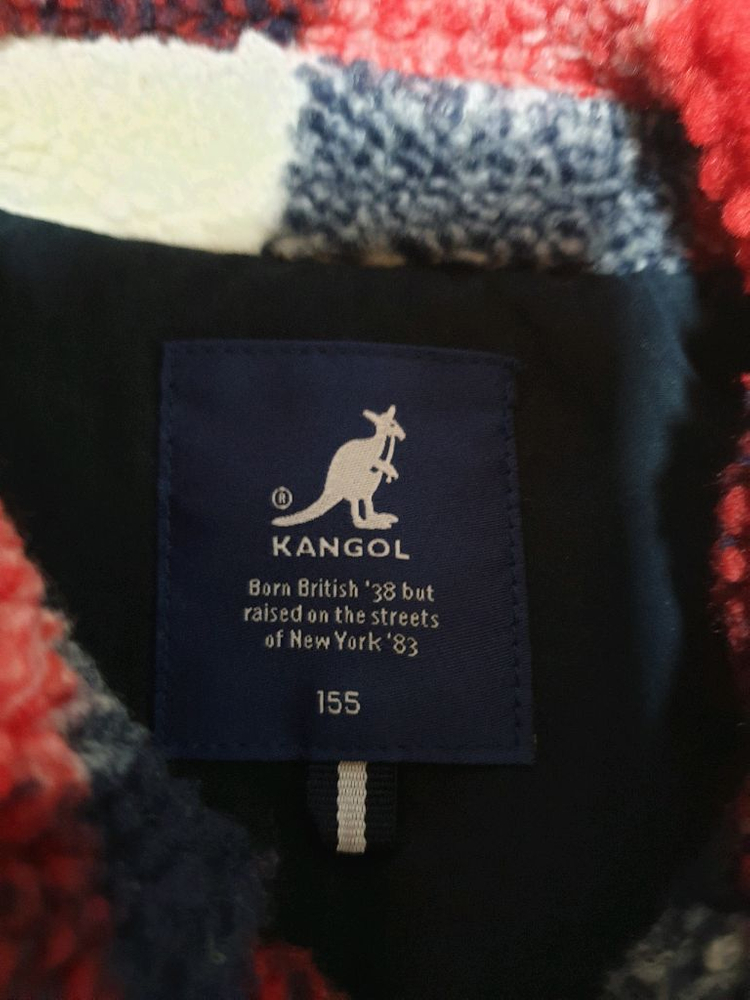 ®
KANGOL
Born British '38 but
raised on the streets
of New York '83
155